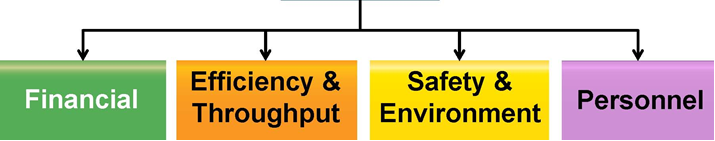 Financial
Efficiency &
Throughput
Safety &
Environment
Personnel